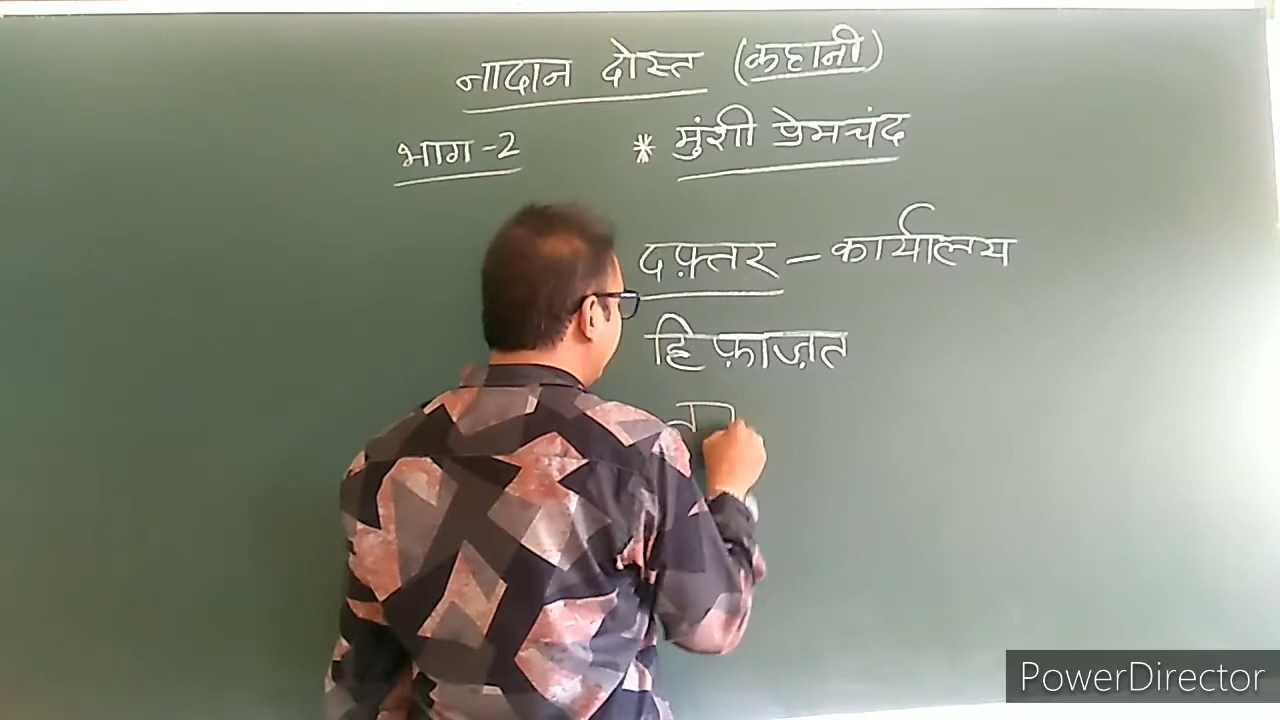 नादान दोस्त (कहानी)
भाग-2 * मुंशी प्रेमचंद
दफ़्तर – कार्यालय
हिफ़ाज़त
PowerDirector